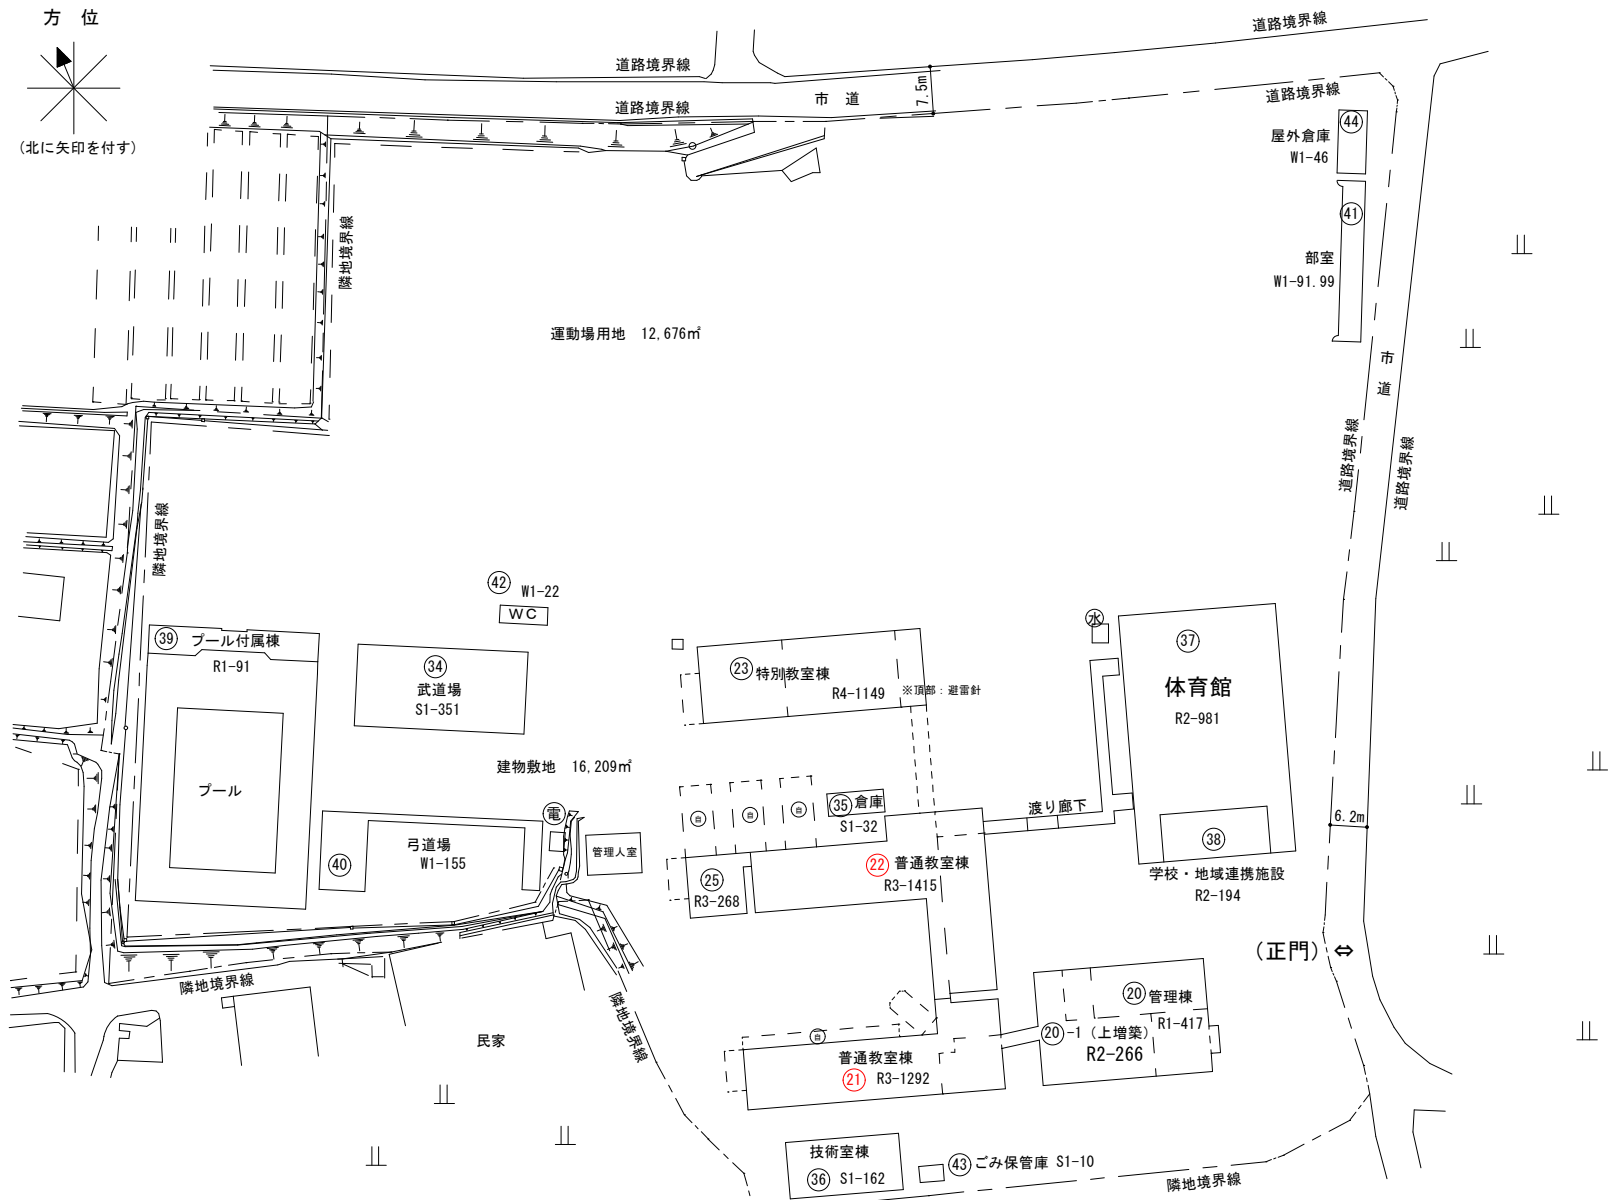 方 位
(北に矢印を付す)
道路境界線
道路境界線
道路境界線
市 道
7.5m
道路境界線
44
屋外倉庫
W1-46
41
部室
W1-91.99
隣地境界線
運動場用地 12,676㎡
市
道
道路境界線
道路境界線
隣地境界線
42
W1-22
WC
39 プール付属棟
R1-91
34
武道場
S1-351
23 特別教室棟
R4-1149
※頂部：避雷針
水
37
体育館
R2-981
建物敷地 16,209㎡
プール
電
管理人室
40
弓道場
W1-155
自
自
自
35 倉庫
S1-32
渡り廊下
6.2m
38
学校・地域連携施設
R2-194
22 普通教室棟
R3-1415
25
R3-268
(正門) ⇔
隣地境界線
隣地境界線
民家
20 管理棟
R1-417
20-1 (上増築)
R2-266
自
普通教室棟
21 R3-1292
技術室棟
36 S1-162
43 ごみ保管庫 S1-10
隣地境界線